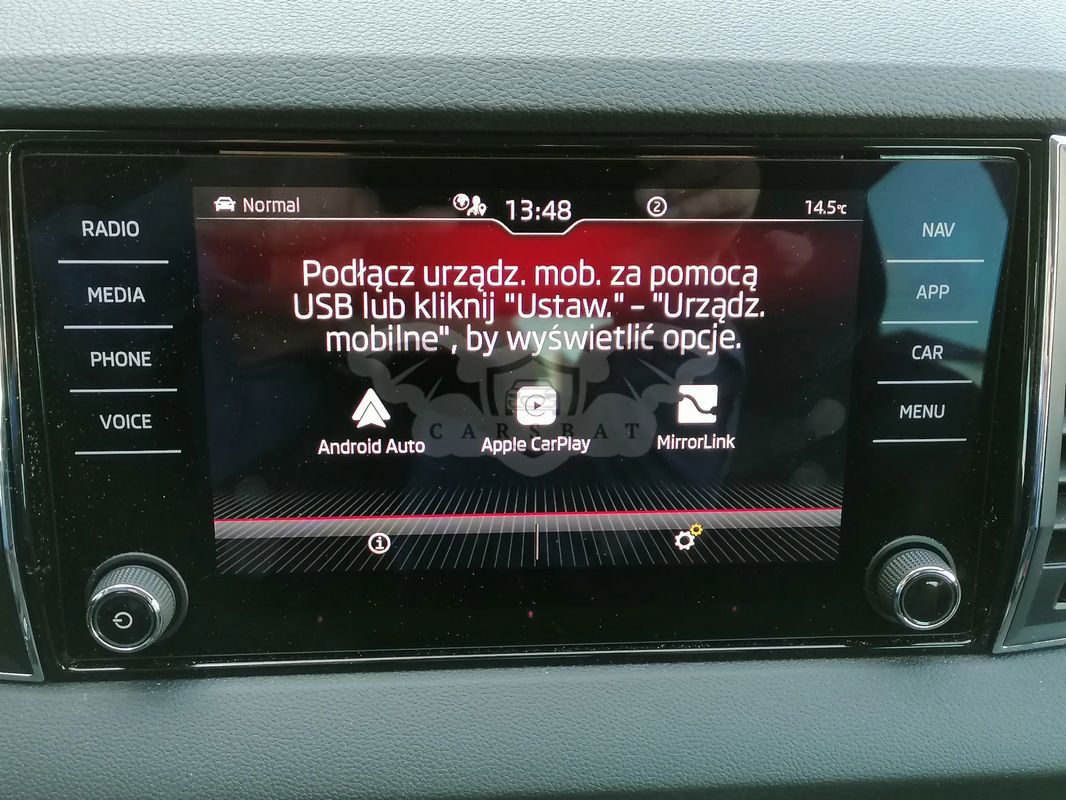 Normal
13:48
2
14.5°C
RADIO
MEDIA
PHONE
VOICE
NAV
APP
CAR
MENU
Podłącz urządz. mob. za pomocą
USB lub kliknij "Ustaw." - "Urządz.
mobilne", by wyświetlić opcje.
Android Auto
Apple CarPlay
MirrorLink
CARSBAT
i